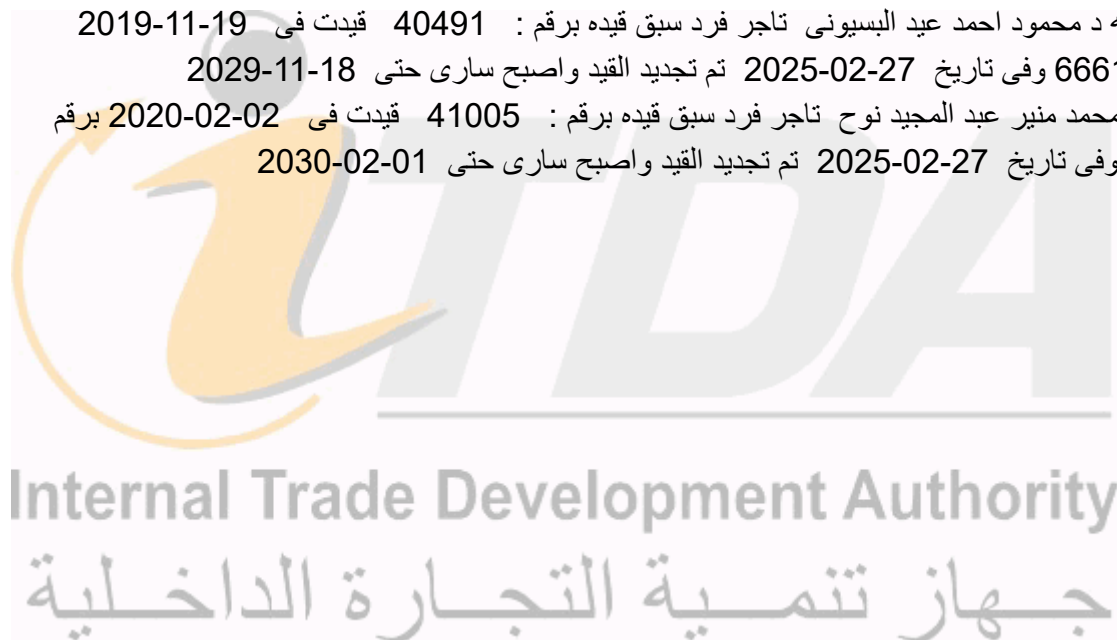 د محمود احمد عيد البسيونى تاجر فرد سبق قيده برقم : 40491 قيدت فى 19-11-2019
6661 وفى تاريخ 27-02-2025 تم تجديد القيد واصبح سارى حتى 18-11-2029
محمد منير عبد المجيد نوح تاجر فرد سبق قيده برقم : 41005 قيدت فى 02-02-2020 برقم
وفى تاريخ 27-02-2025 تم تجديد القيد واصبح سارى حتى 01-02-2030
iTDA
Internal Trade Development Authority
جهاز تنمية التجارة الداخلية